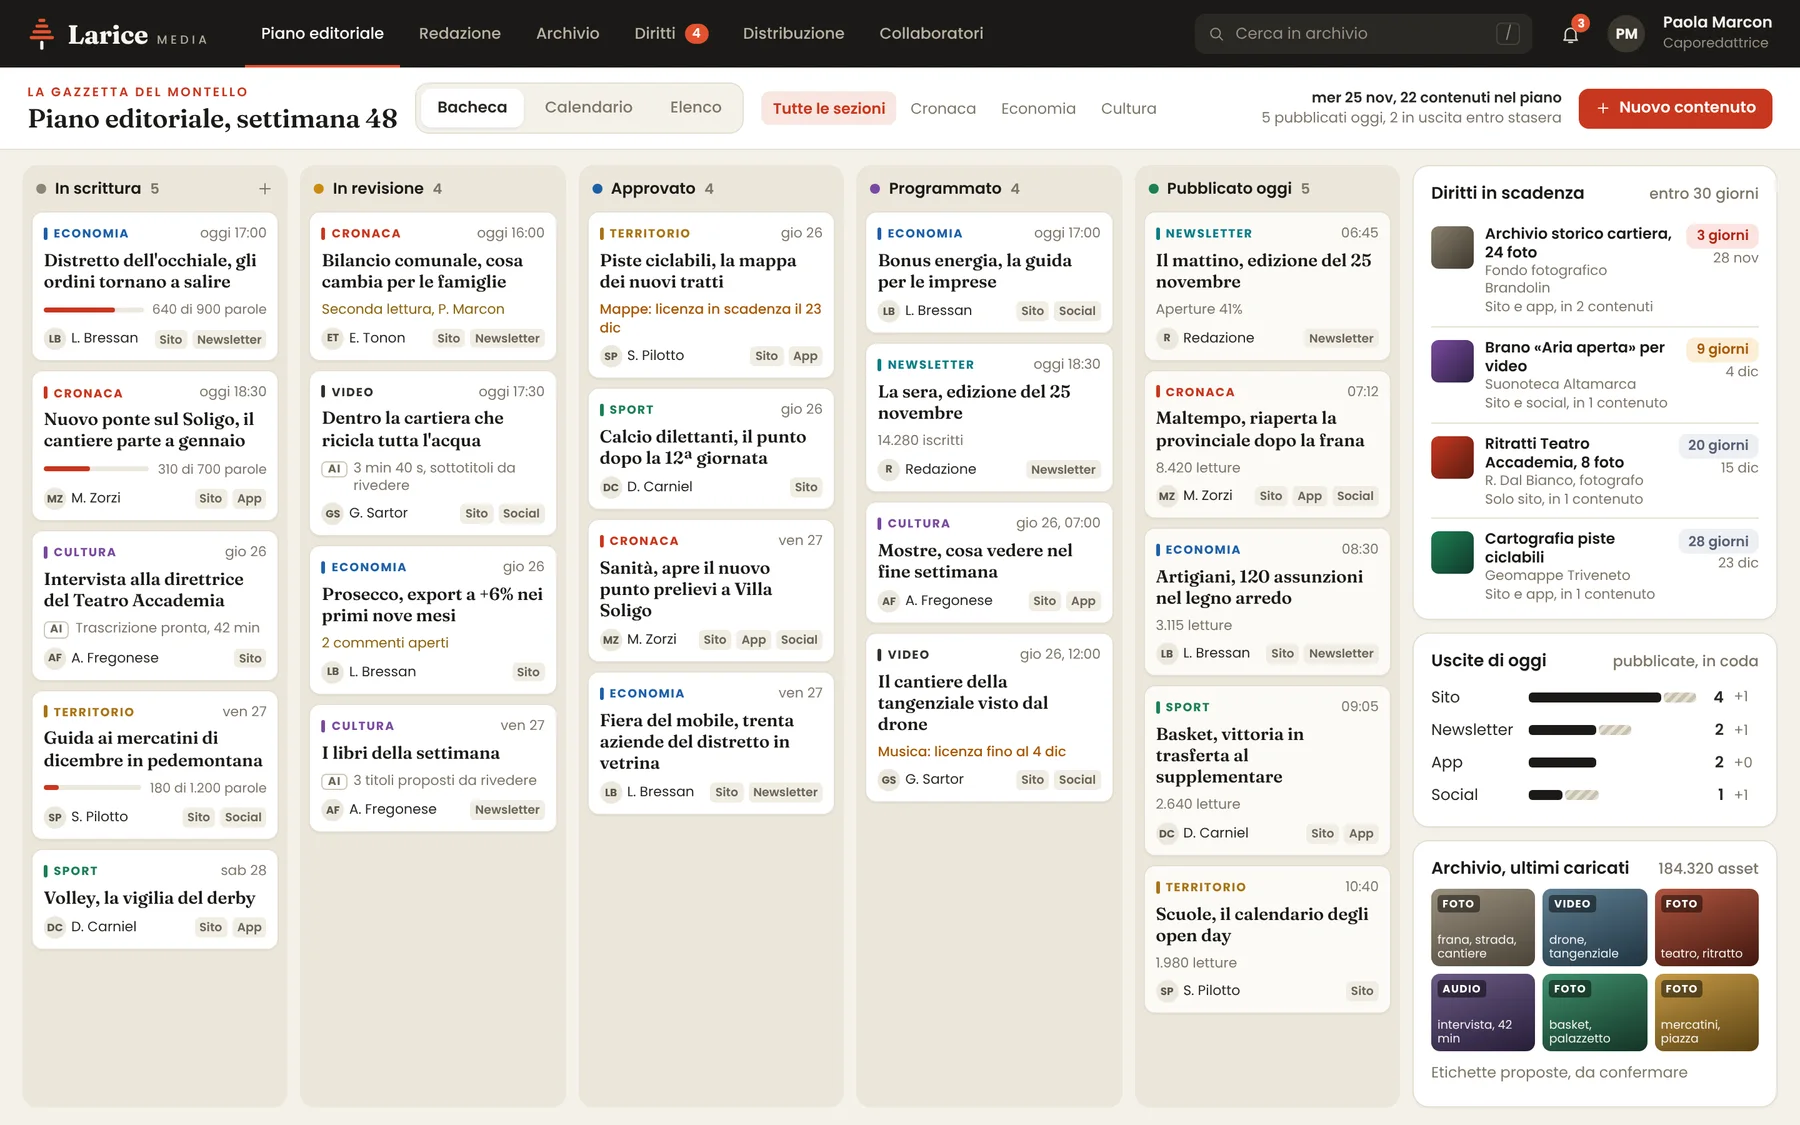 Larice MEDIA
Piano editoriale
Redazione
Archivio
Diritti 4
Distribuzione
Collaboratori
Cerca in archivio /
3
PM
Paola Marcon
Caporedattrice
LA GAZZETTA DEL MONTELLO
Piano editoriale, settimana 48
Bacheca
Calendario
Elenco
Tutte le sezioni
Cronaca
Economia
Cultura
mer 25 nov, 22 contenuti nel piano
5 pubblicati oggi, 2 in uscita entro stasera
+ Nuovo contenuto
In scrittura 5 +
ECONOMIA oggi 17:00
Distretto dell'occhiale, gli
ordini tornano a salire
640 di 900 parole
LB L. Bressan Sito Newsletter
CRONACA oggi 18:30
Nuovo ponte sul Soligo, il
cantiere parte a gennaio
310 di 700 parole
MZ M. Zorzi Sito App
CULTURA gio 26
Intervista alla direttrice
del Teatro Accademia
AI Trascrizione pronta, 42 min
AF A. Fregonese Sito
TERRITORIO ven 27
Guida ai mercatini di
dicembre in pedemontana
180 di 1.200 parole
SP S. Pilotto Sito Social
SPORT sab 28
Volley, la vigilia del derby
DC D. Carniel Sito App
In revisione 4
CRONACA oggi 16:00
Bilancio comunale, cosa
cambia per le famiglie
Seconda lettura, P. Marcon
ET E. Tonon Sito Newsletter
VIDEO oggi 17:30
Dentro la cartiera che
ricicla tutta l'acqua
AI 3 min 40 s, sottotitoli da
rivedere
GS G. Sartor Sito Social
ECONOMIA gio 26
Prosecco, export a +6% nei
primi nove mesi
2 commenti aperti
LB L. Bressan Sito
CULTURA ven 27
I libri della settimana
AI 3 titoli proposti da rivedere
AF A. Fregonese Newsletter
Approvato 4
TERRITORIO gio 26
Piste ciclabili, la mappa
dei nuovi tratti
Mappe: licenza in scadenza il 23
dic
SP S. Pilotto Sito App
SPORT gio 26
Calcio dilettanti, il punto
dopo la 12ª giornata
DC D. Carniel Sito
CRONACA ven 27
Sanità, apre il nuovo
punto prelievi a Villa
Soligo
MZ M. Zorzi Sito App Social
ECONOMIA ven 27
Fiera del mobile, trenta
aziende del distretto in
vetrina
LB L. Bressan Sito Newsletter
Programmato 4
ECONOMIA oggi 17:00
Bonus energia, la guida
per le imprese
LB L. Bressan Sito Social
NEWSLETTER oggi 18:30
La sera, edizione del 25
novembre
14.280 iscritti
R Redazione Newsletter
CULTURA gio 26, 07:00
Mostre, cosa vedere nel
fine settimana
AF A. Fregonese Sito App
VIDEO gio 26, 12:00
Il cantiere della
tangenziale visto dal
drone
Musica: licenza fino al 4 dic
GS G. Sartor Sito Social
Pubblicato oggi 5
NEWSLETTER 06:45
Il mattino, edizione del 25
novembre
Aperture 41%
R Redazione Newsletter
CRONACA 07:12
Maltempo, riaperta la
provinciale dopo la frana
8.420 letture
MZ M. Zorzi Sito App Social
ECONOMIA 08:30
Artigiani, 120 assunzioni
nel legno arredo
3.115 letture
LB L. Bressan Sito Newsletter
SPORT 09:05
Basket, vittoria in
trasferta al
supplementare
2.640 letture
DC D. Carniel Sito App
TERRITORIO 10:40
Scuole, il calendario degli
open day
1.980 letture
SP S. Pilotto Sito
Diritti in scadenza entro 30 giorni
Archivio storico cartiera, 3 giorni
24 foto 28 nov
Fondo fotografico
Brandolin
Sito e app, in 2 contenuti
Brano «Aria aperta» per 9 giorni
video 4 dic
Suonoteca Altamarca
Sito e social, in 1 contenuto
Ritratti Teatro 20 giorni
Accademia, 8 foto 15 dic
R. Dal Bianco, fotografo
Solo sito, in 1 contenuto
Cartografia piste 28 giorni
ciclabili 23 dic
Geomappe Triveneto
Sito e app, in 1 contenuto
Uscite di oggi pubblicate, in coda
Sito 4 +1
Newsletter 2 +1
App 2 +0
Social 1 +1
Archivio, ultimi caricati 184.320 asset
FOTO
frana, strada,
cantiere
VIDEO
drone,
tangenziale
FOTO
teatro, ritratto
AUDIO
intervista, 42
min
FOTO
basket,
palazzetto
FOTO
mercatini,
piazza
Etichette proposte, da confermare